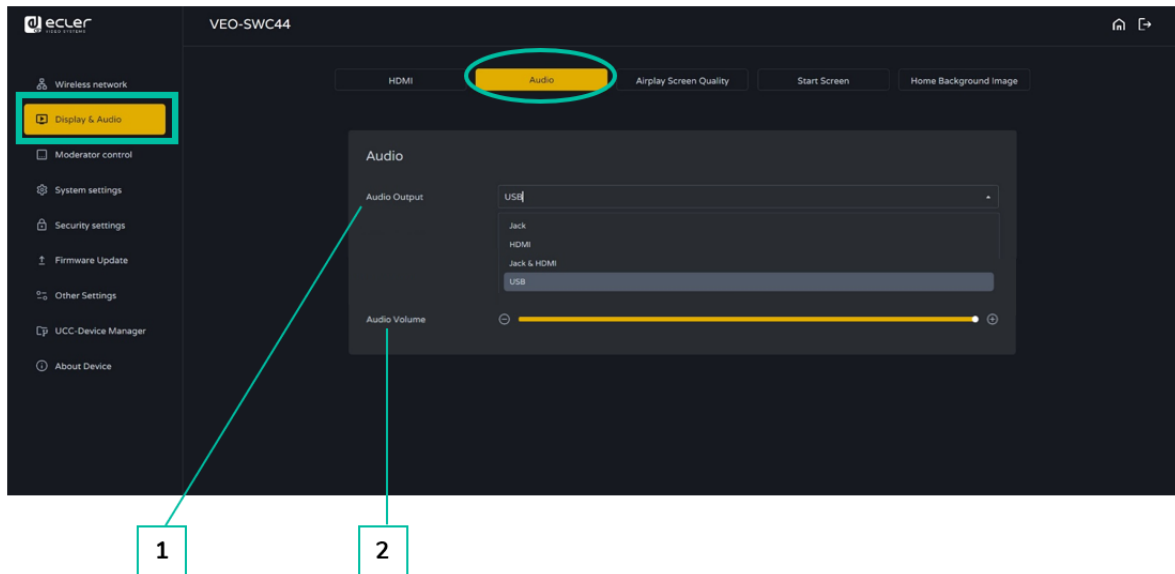 ecler
VIDEO SYSTEMS
VEO-SWC44
Wireless network
Display & Audio
Moderator control
System settings
Security settings
Firmware Update
Other Settings
UCC-Device Manager
About Device
HDMI
Audio
Airplay Screen Quality
Start Screen
Home Background Image
Audio
Audio Output
USB
Jack
HDMI
Jack & HDMI
USB
Audio Volume
1
2